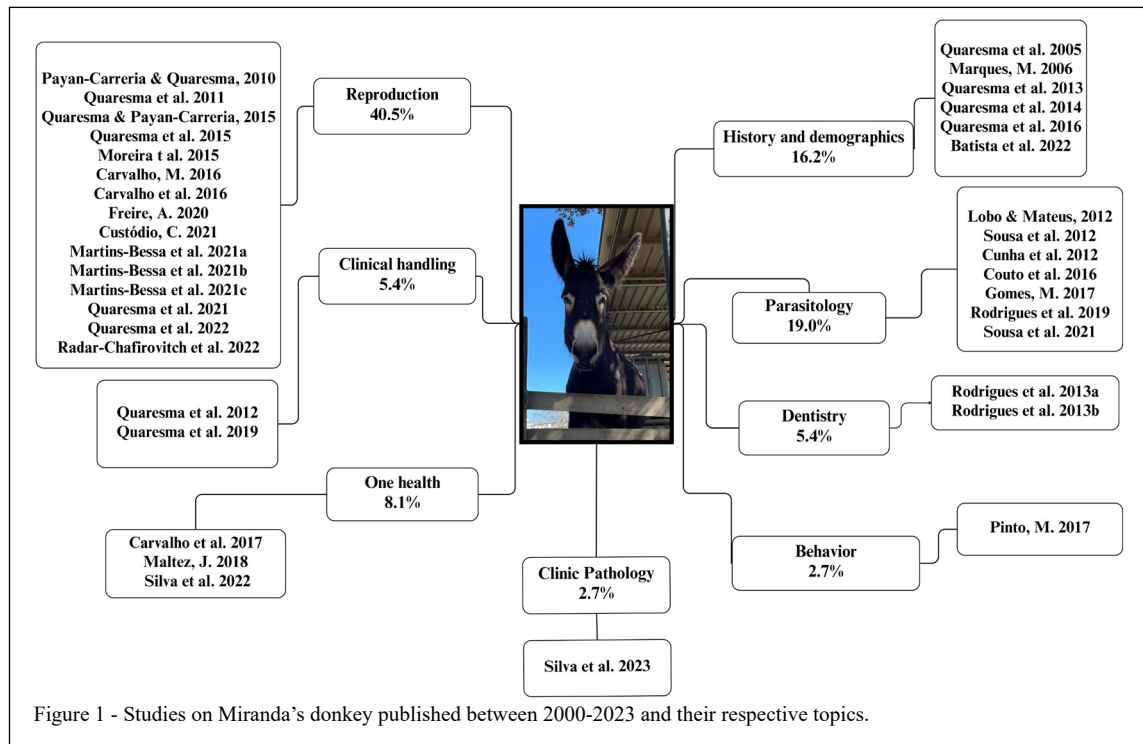 Payan-Carreria & Quaresma, 2010
Quaresma et al. 2011
Quaresma & Payan-Carreria, 2015
Quaresma et al. 2015
Moreira t al. 2015
Carvalho, M. 2016
Carvalho et al. 2016
Freire, A. 2020
Custódio, C. 2021
Martins-Bessa et al. 2021a
Martins-Bessa et al. 2021b
Martins-Bessa et al. 2021c
Quaresma et al. 2021
Quaresma et al. 2022
Radar-Chafirovitch et al. 2022
Reproduction
40.5%
Clinical handling
5.4%
Quaresma et al. 2012
Quaresma et al. 2019
One health
8.1%
Carvalho et al. 2017
Maltez, J. 2018
Silva et al. 2022
Clinic Pathology
2.7%
Silva et al. 2023
History and demographics
16.2%
Quaresma et al. 2005
Marques, M. 2006
Quaresma et al. 2013
Quaresma et al. 2014
Quaresma et al. 2016
Batista et al. 2022
Parasitology
19.0%
Lobo & Mateus, 2012
Sousa et al. 2012
Cunha et al. 2012
Couto et al. 2016
Gomes, M. 2017
Rodrigues et al. 2019
Sousa et al. 2021
Dentistry
5.4%
Rodrigues et al. 2013a
Rodrigues et al. 2013b
Behavior
2.7%
Pinto, M. 2017
Figure 1 - Studies on Miranda’s donkey published between 2000-2023 and their respective topics.